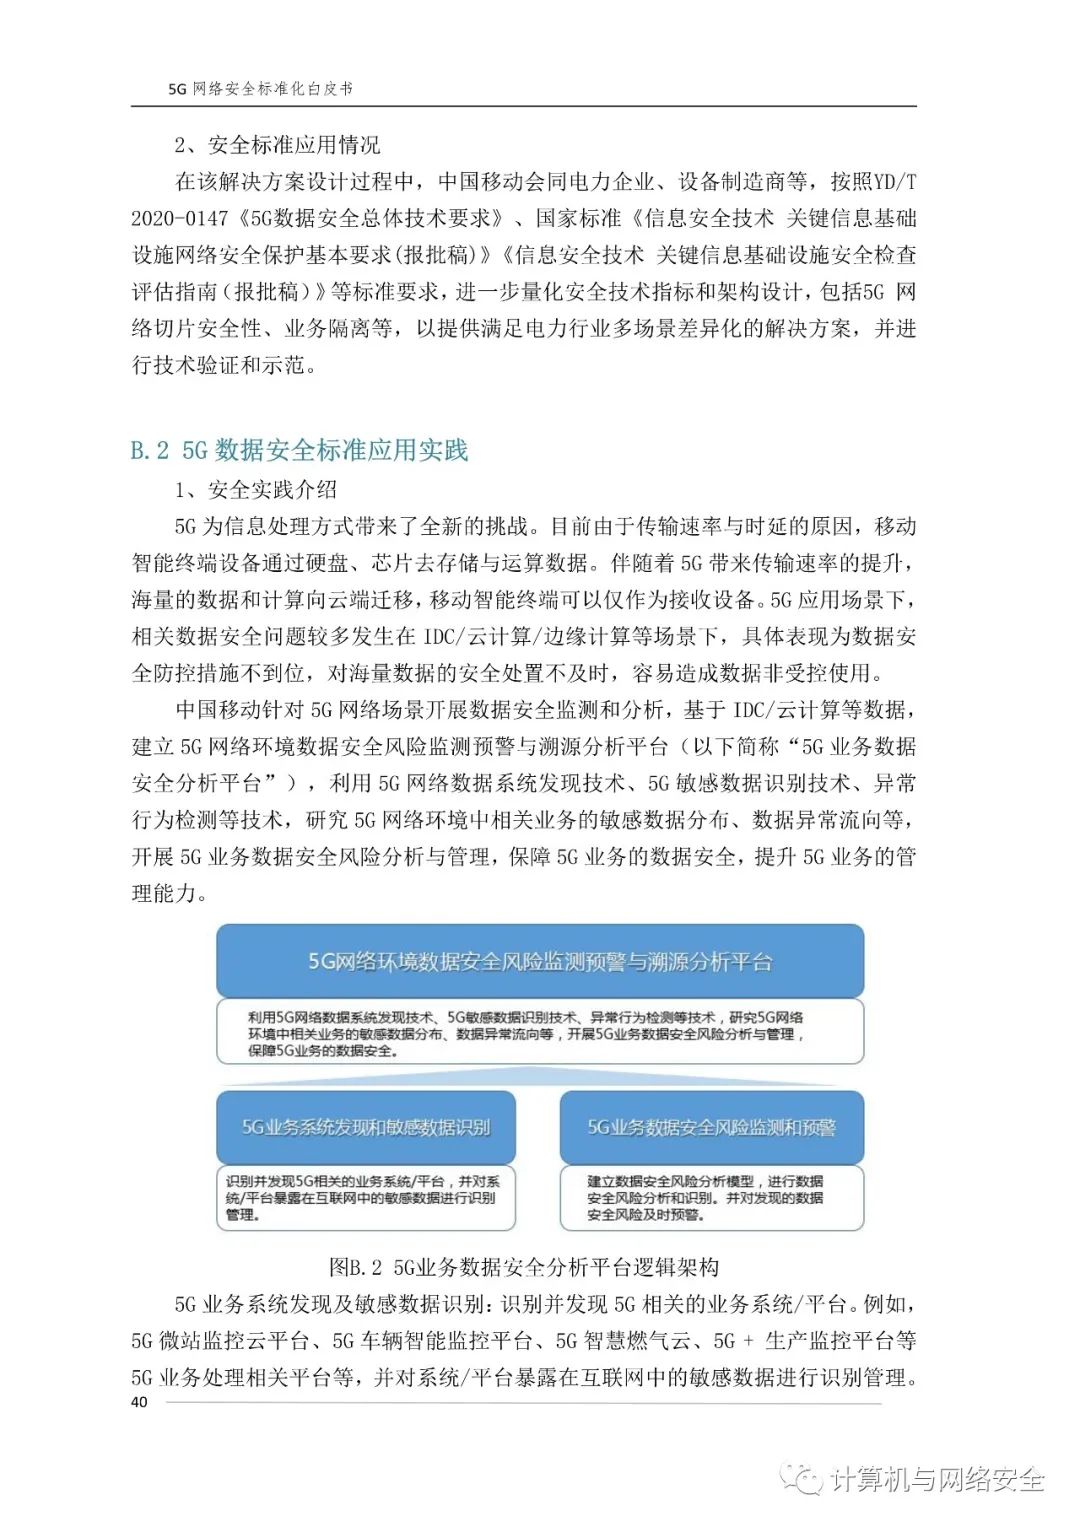 5G 网络安全标准化白皮书
2、安全标准应用情况
在该解决方案设计过程中，中国移动会同电力企业、设备制造商等，按照YD/T
2020-0147《5G数据安全总体技术要求》、国家标准《信息安全技术 关键信息基础
设施网络安全保护基本要求(报批稿)》《信息安全技术 关键信息基础设施安全检查
评估指南（报批稿）》等标准要求，进一步量化安全技术指标和架构设计，包括5G 网
络切片安全性、业务隔离等，以提供满足电力行业多场景差异化的解决方案，并进
行技术验证和示范。
B.2 5G 数据安全标准应用实践
1、安全实践介绍
5G 为信息处理方式带来了全新的挑战。目前由于传输速率与时延的原因，移动
智能终端设备通过硬盘、芯片去存储与运算数据。伴随着 5G 带来传输速率的提升，
海量的数据和计算向云端迁移，移动智能终端可以仅作为接收设备。5G 应用场景下，
相关数据安全问题较多发生在 IDC/云计算/边缘计算等场景下，具体表现为数据安
全防控措施不到位，对海量数据的安全处置不及时，容易造成数据非受控使用。
中国移动针对 5G 网络场景开展数据安全监测和分析，基于 IDC/云计算等数据，
建立 5G 网络环境数据安全风险监测预警与溯源分析平台（以下简称“5G 业务数据
安全分析平台”），利用 5G 网络数据系统发现技术、5G 敏感数据识别技术、异常
行为检测等技术，研究 5G 网络环境中相关业务的敏感数据分布、数据异常流向等，
开展 5G 业务数据安全风险分析与管理，保障 5G 业务的数据安全，提升 5G 业务的管
理能力。
5G网络环境数据安全风险监测预警与溯源分析平台
利用5G网络数据系统发现技术、5G敏感数据识别技术、异常行为检测等技术，研究5G网络
环境中相关业务的敏感数据分布、数据异常流向等，开展5G业务数据安全风险分析与管理，
保障5G业务的数据安全。
5G业务系统发现和敏感数据识别
识别并发现5G相关的业务系统/平台，并对系
统/平台暴露在互联网中的敏感数据进行识别
管理。
5G业务数据安全风险监测和预警
建立数据安全风险分析模型，进行数据
安全风险分析和识别。并对发现的数据
安全风险及时预警。
图B.2 5G业务数据安全分析平台逻辑架构
5G 业务系统发现及敏感数据识别：识别并发现 5G 相关的业务系统/平台。例如，
5G 微站监控云平台、5G 车辆智能监控平台、5G 智慧燃气云、5G + 生产监控平台等
5G 业务处理相关平台等，并对系统/平台暴露在互联网中的敏感数据进行识别管理。
40
计算机与网络安全